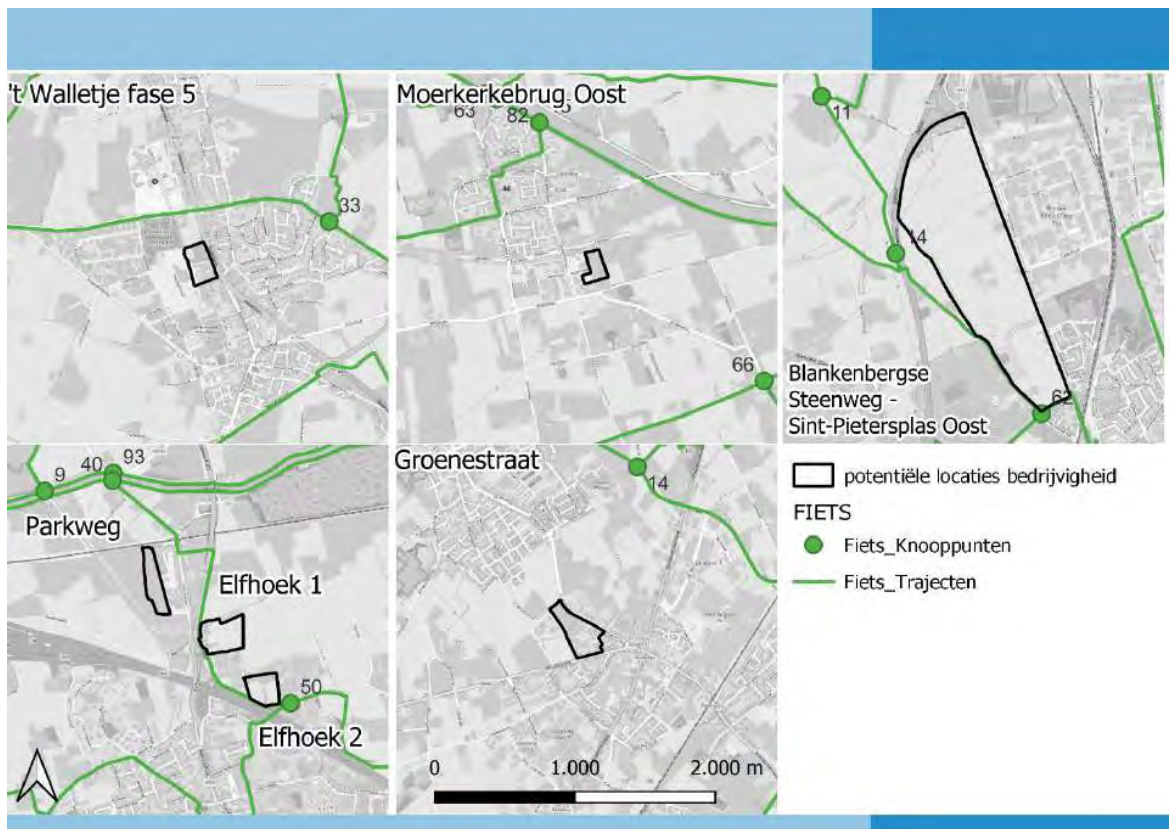 't Walletje fase 5
33
Moerkerkebrug Oost
63
82
66
11
14
62
Blankenbergse
Steenweg -
Sint-Pietersplas Oost
9
40
93
Parkweg
Elfhoek 1
50
Elfhoek 2
Groenestraat
14
0
1.000
2.000 m
potentiële locaties bedrijvigheid
FIETS
Fiets_Knooppunten
Fiets_Trajecten